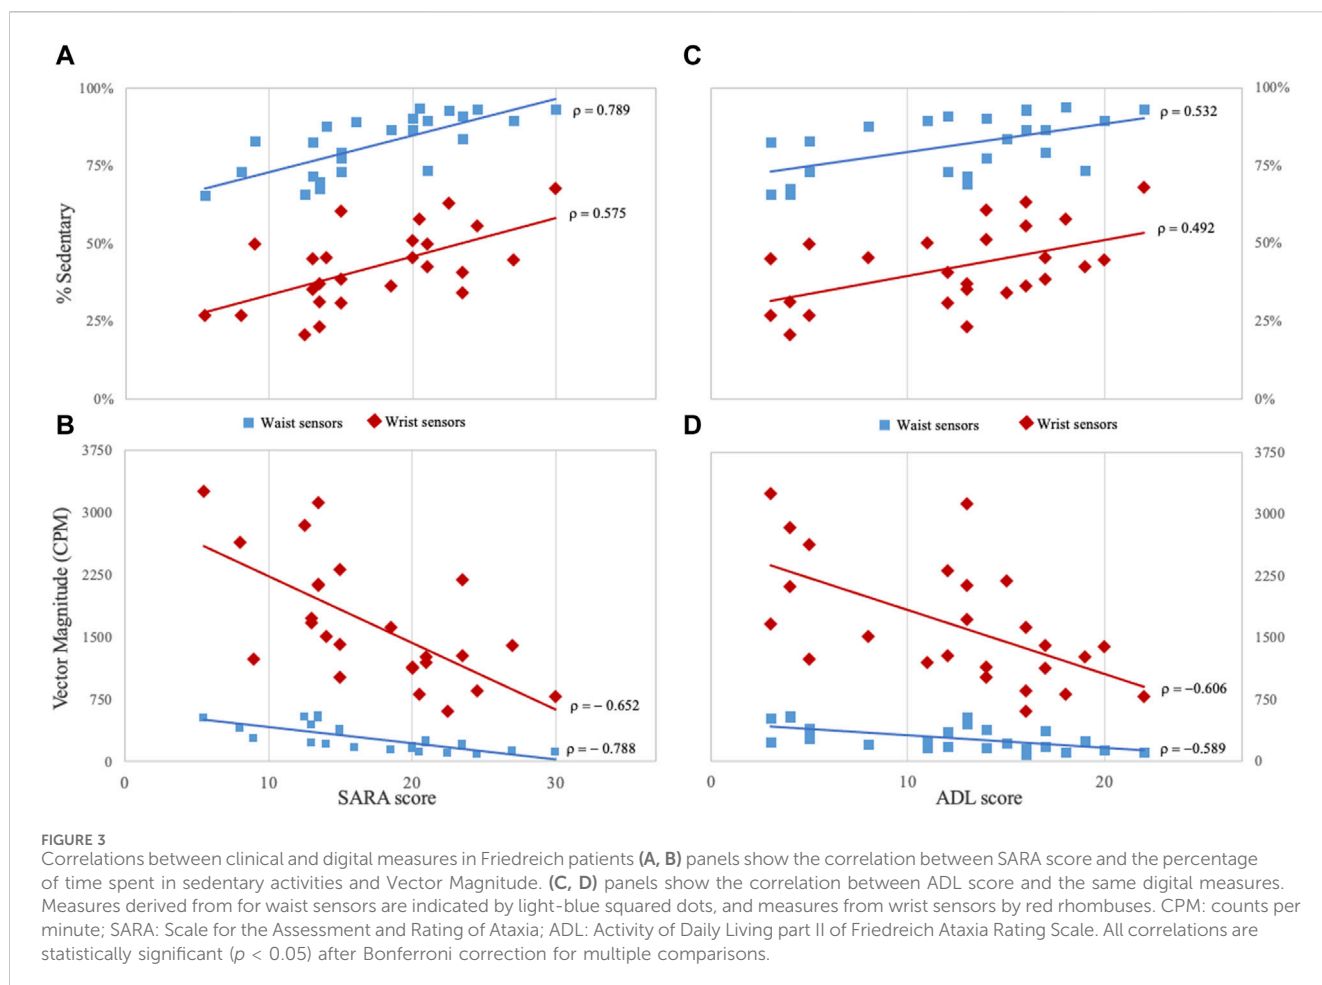 A
C
100%
75%
50%
25%
0%
% Sedentary
ρ = 0.789
ρ = 0.575
100%
75%
50%
25%
0%
ρ = 0.532
ρ = 0.492
Waist sensors Wrist sensors
Waist sensors Wrist sensors
B
D
3750
3000
2250
1500
750
0
Vector Magnitude (CPM)
ρ = − 0.652
ρ = − 0.788
0 10 20 30
SARA score
3750
3000
2250
1500
750
0
ρ = −0.606
ρ = −0.589
0 10 20
ADL score
FIGURE 3
Correlations between clinical and digital measures in Friedreich patients (A, B) panels show the correlation between SARA score and the percentage
of time spent in sedentary activities and Vector Magnitude. (C, D) panels show the correlation between ADL score and the same digital measures.
Measures derived from for waist sensors are indicated by light-blue squared dots, and measures from wrist sensors by red rhombuses. CPM: counts per
minute; SARA: Scale for the Assessment and Rating of Ataxia; ADL: Activity of Daily Living part II of Friedreich Ataxia Rating Scale. All correlations are
statistically significant (p < 0.05) after Bonferroni correction for multiple comparisons.